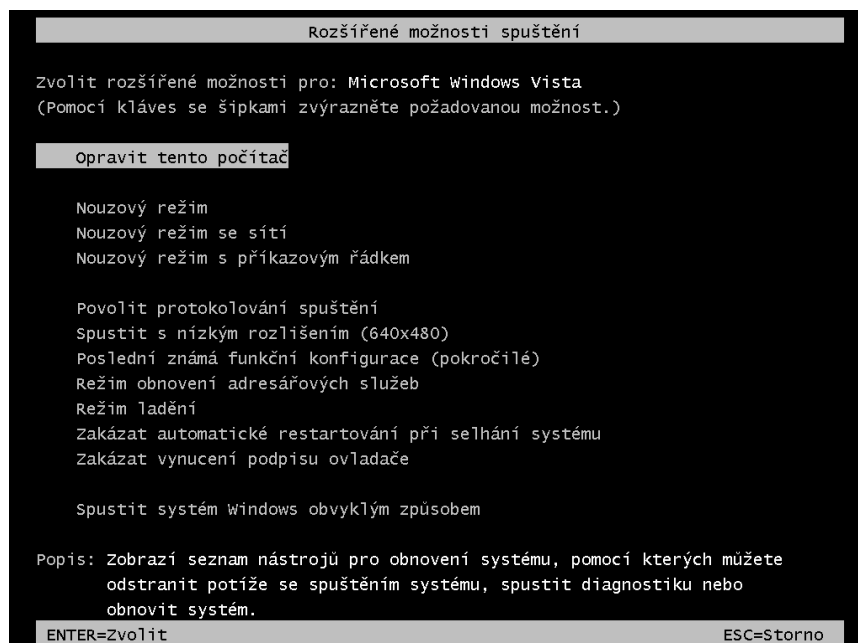 Rozšířené možnosti spuštění
Zvolit rozšířené možnosti pro: Microsoft Windows Vista
(Pomocí kláves se šipkami zvýrazněte požadovanou možnost.)
Opravit tento počítač
Nouzový režim
Nouzový režim se sítí
Nouzový režim s příkazovým řádkem
Povolit protokolování spuštění
Spustit s nízkým rozlišením (640x480)
Poslední známá funkční konfigurace (pokročilé)
Režim obnovení adresářových služeb
Režim ladění
Zakázat automatické restartování při selhání systému
Zakázat vynucení podpisu ovladače
Spustit systém Windows obvyklým způsobem
Popis: Zobrazí seznam nástrojů pro obnovení systému, pomocí kterých můžete
odstranit potíže se spuštěním systému, spustit diagnostiku nebo
obnovit systém.
ENTER=Zvolit ESC=Storno